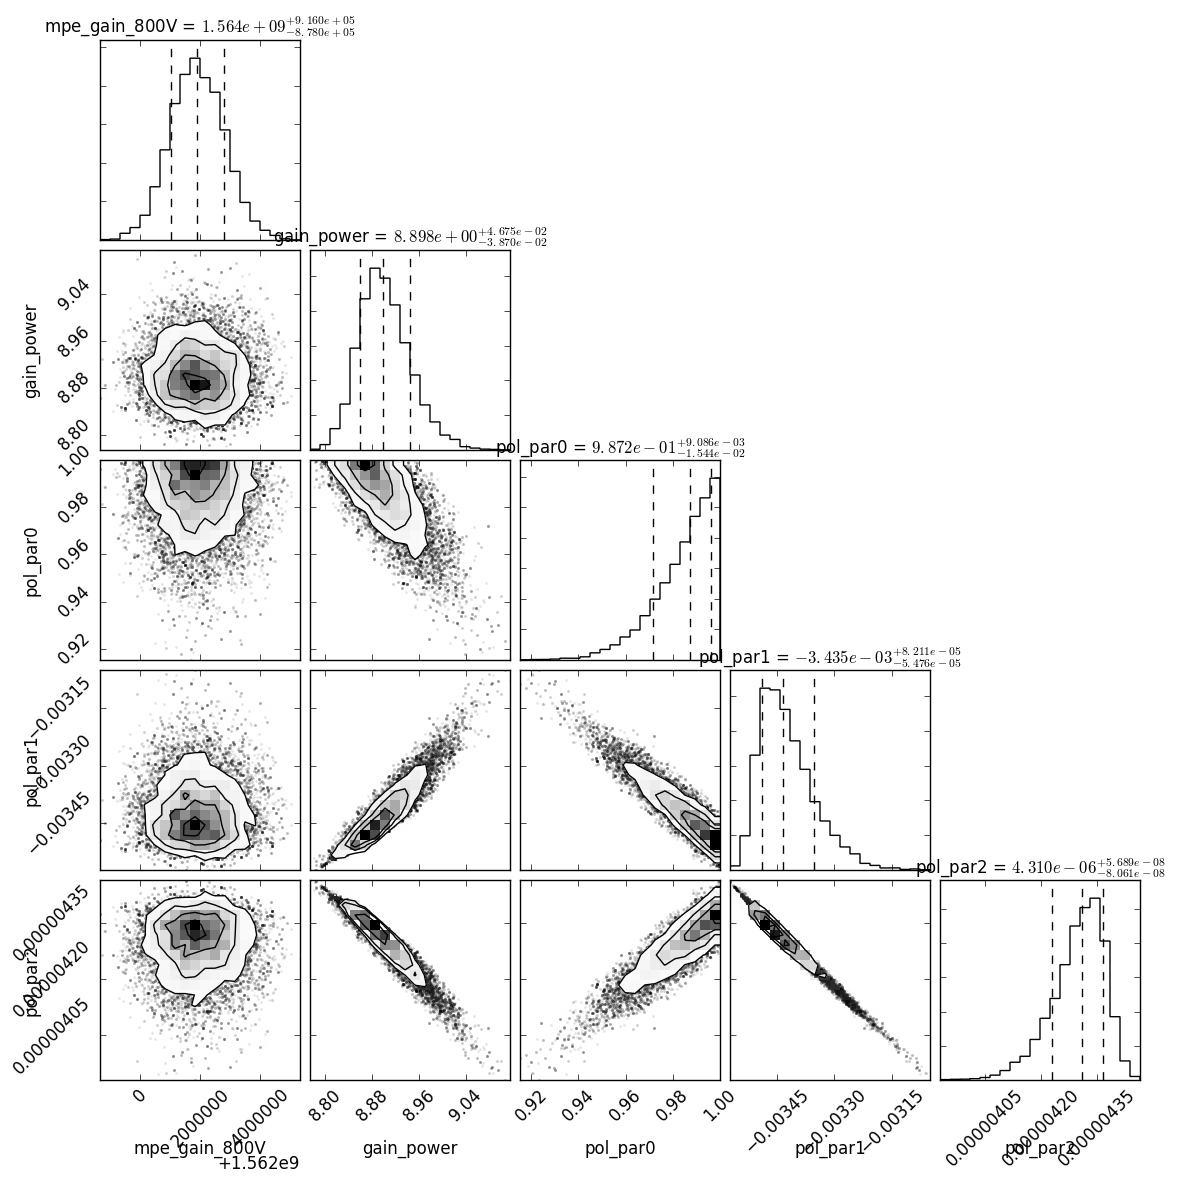 mpe_gain_800V = 1.564e+09 +9.160e+05 −8.780e+05
gain_power = 8.898e+00 +4.675e−02 −3.870e−02
gain_power
9.04
8.96
8.88
8.80
pol_par0 = 9.872e−01 +9.086e−03 −1.544e−02
pol_par0
1.00
0.98
0.96
0.94
0.92
pol_par1 = −3.435e−03 +8.211e−05 −5.476e−05
pol_par1
−0.00315
−0.00330
−0.00345
pol_par2 = 4.310e−06 +5.689e−08 −8.061e−08
pol_par2
0.00000435
0.00000420
0.00000405
0 2000000 4000000
8.80 8.88 8.96 9.04
0.92 0.94 0.96 0.98 1.00
−0.00345 −0.00330 −0.00315
0.00000405 0.00000420 0.00000435
mpe_gain_800V gain_power pol_par0 pol_par1 pol_par2
+1.562e9